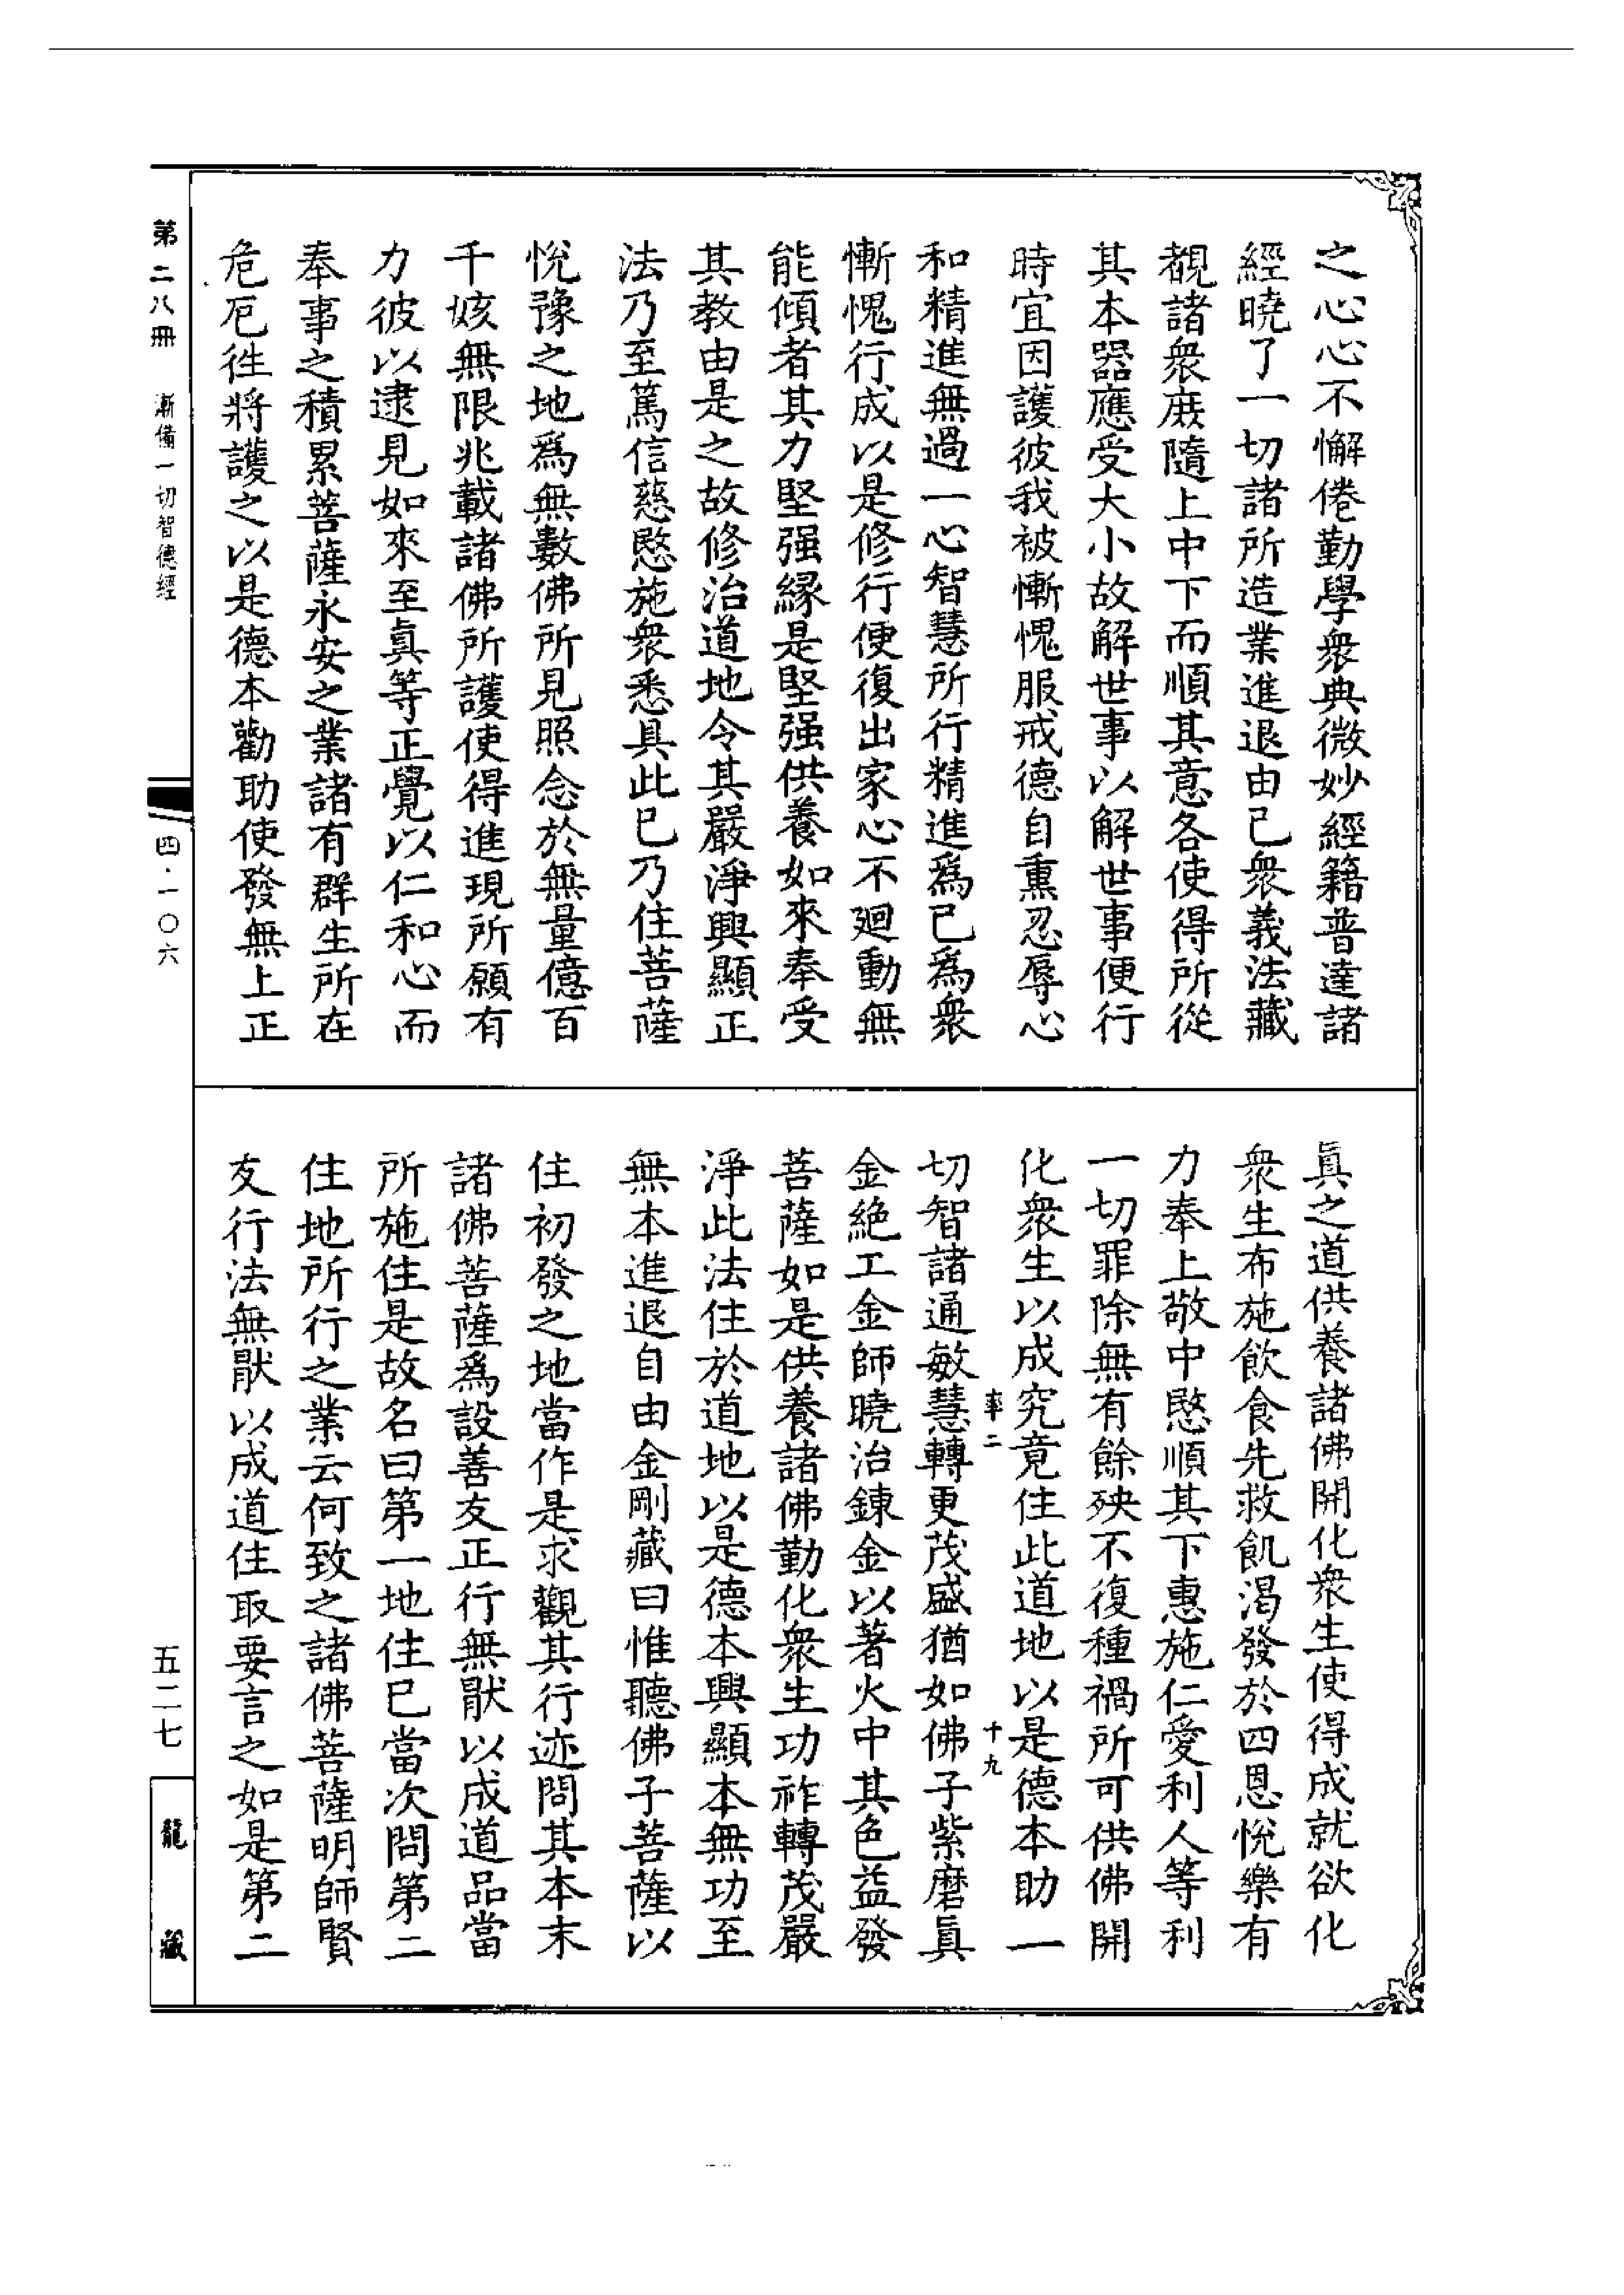 之心心不懈倦勤學衆典微妙經籍普達諸
經曉了一切諸所造業進退由己衆義法藏
覩諸衆庶隨上中下而順其意各使得所從
其本器應受大小故解世事以解世事便行
時宜因護彼我被慚愧服戒德自熏忍辱心
和精進無過一心智慧所行精進爲已爲衆
慚愧行成以是修行便復出家心不廻動無
能傾者其力堅强緣是堅强供養如來奉受
其教由是之故修治道地令其嚴淨興顯正
法乃至篤信慈愍施衆悉具此已乃住菩薩
悅豫之地爲無數佛所見照念於無量億百
千姟無限兆載諸佛所護使得進現所願有
力彼以逮見如來至眞等正覺以仁和心而
奉事之積累菩薩永安之業諸有群生所在
危厄徃將護之以是德本勸助使發無上正
眞之道供養諸佛開化衆生使得成就欲化
衆生布施飲食先救飢渴發於四恩悅樂有
力奉上敬中愍順其下惠施仁愛利人等利
一切罪除無有餘殃不復種禍所可供佛開
化衆生以成究竟住此道地以是德本助一
率二 十九
切智諸通敏慧轉更茂盛猶如佛子紫磨眞
金絶工金師曉治鍊金以著火中其色益發
菩薩如是供養諸佛勤化衆生功祚轉茂嚴
淨此法住於道地以是德本興顯本無功至
無本進退自由金剛藏曰惟聽佛子菩薩以
住初發之地當作是求觀其行迹問其本末
諸佛菩薩爲設善友正行無猒以成道品當
所施住是故名曰第一地住已當次問第二
住地所行之業云何致之諸佛菩薩明師賢
友行法無猒以成道住取要言之如是第二
第二八冊 漸備一切智德經
四·一〇六
五二七
龍藏